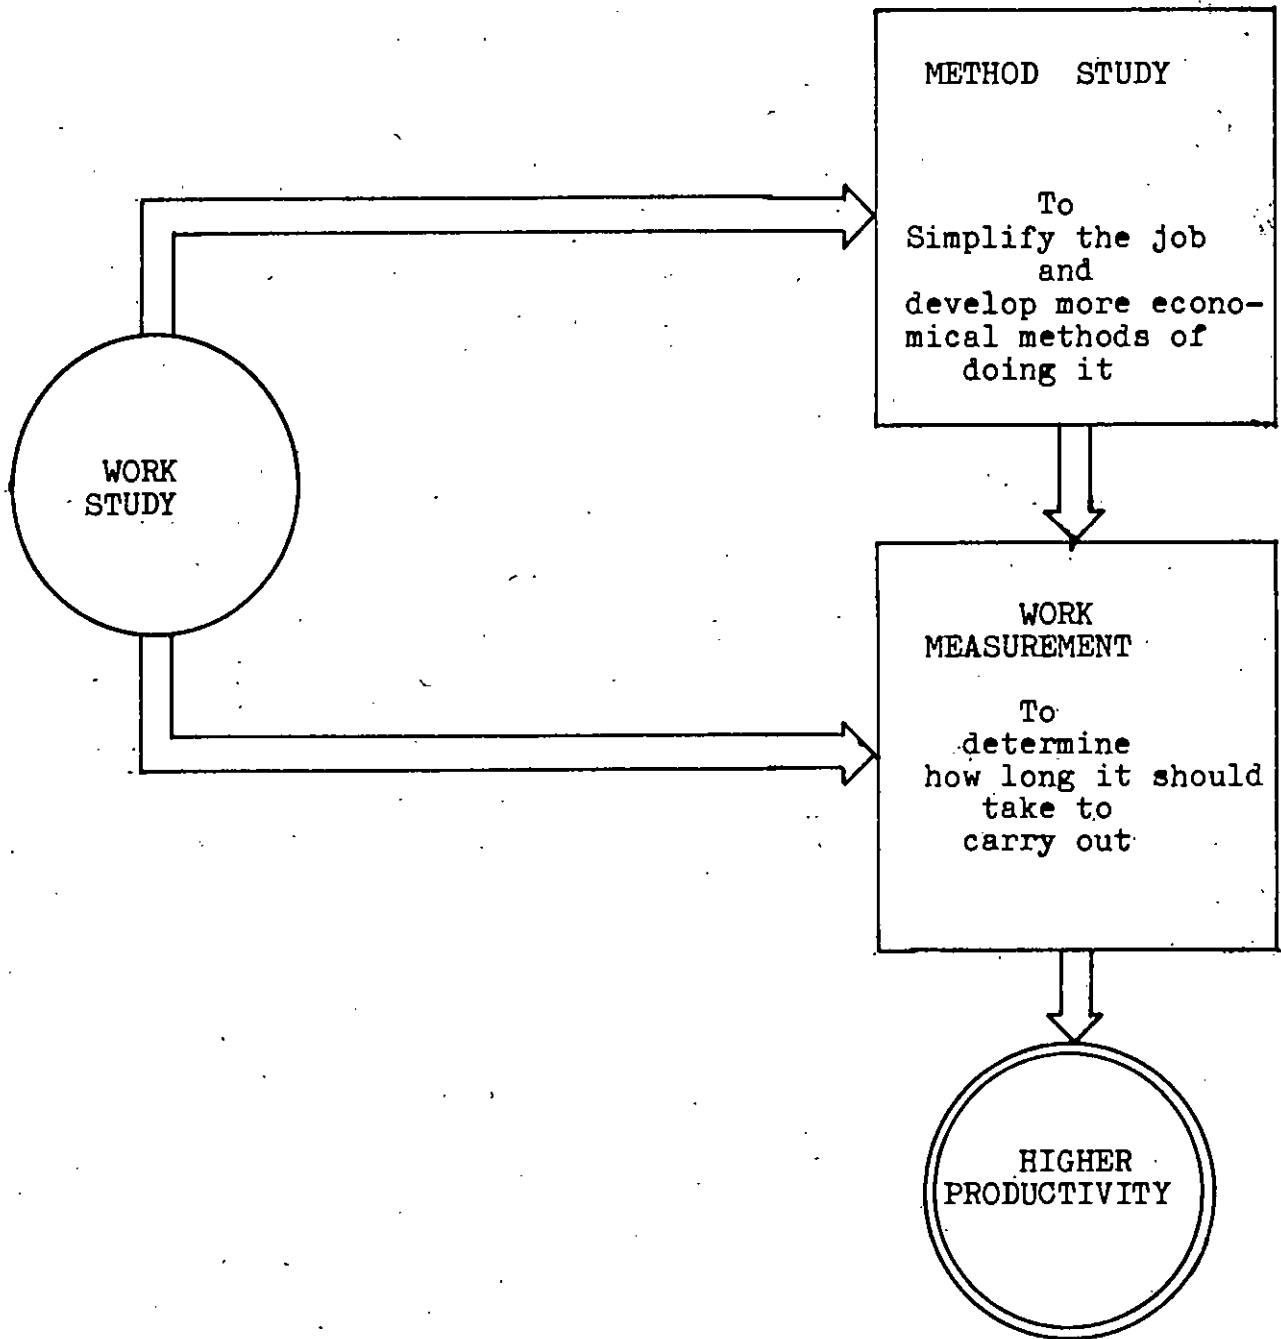 METHOD STUDY
To
Simplify the job
and
develop more econo-
mical methods of
doing it
WORK
STUDY
WORK
MEASUREMENT
To
determine
how long it should
take to
carry out
HIGHER
PRODUCTIVITY